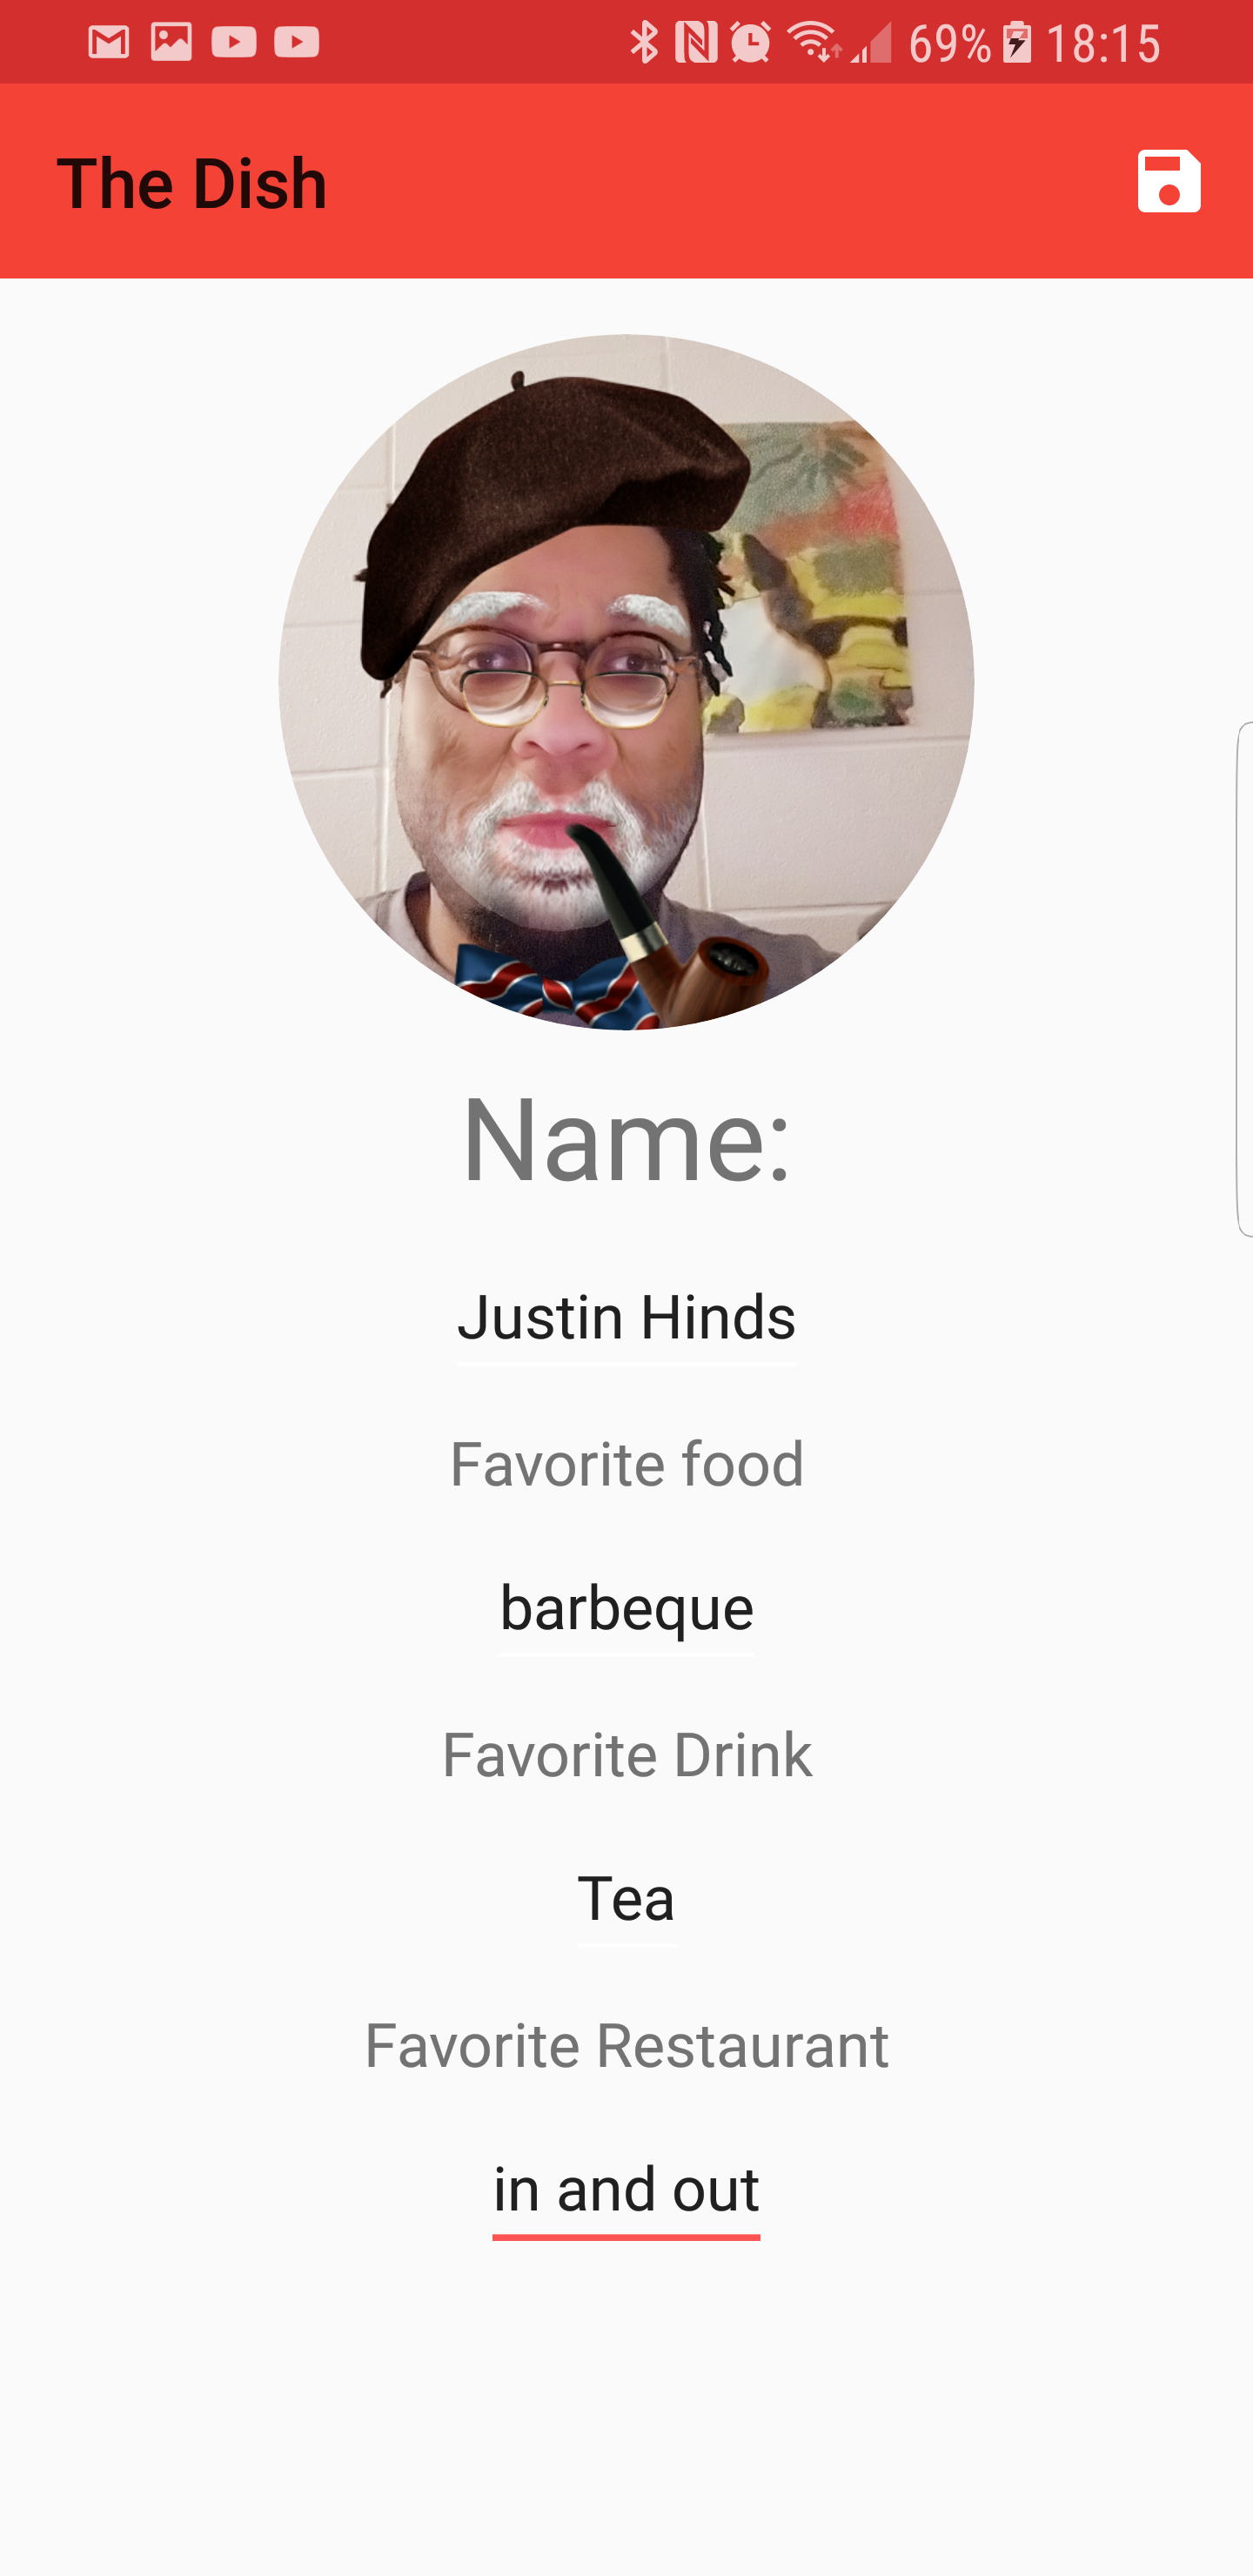 69% 18:15
The Dish
Name:
Justin Hinds
Favorite food
barbeque
Favorite Drink
Tea
Favorite Restaurant
in and out